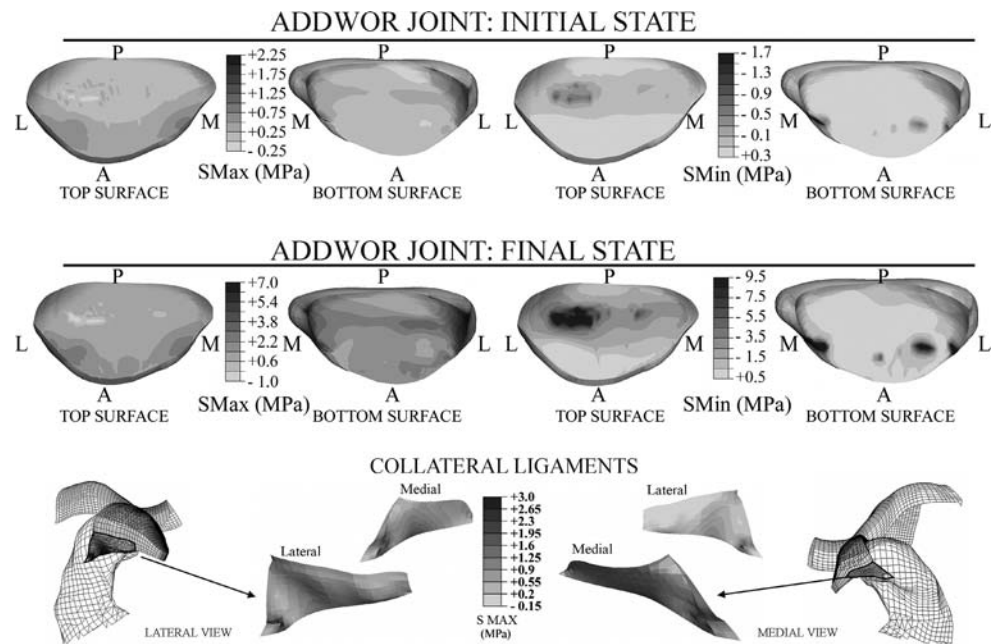 ADDWOR JOINT: INITIAL STATE
P
+2.25
+1.75
+1.25
+0.75
+0.25
- 0.25
P
- 1.7
- 1.3
- 0.9
- 0.5
- 0.1
+0.3
L
M
L
M
L
A
SMax (MPa)
A
A
SMin (MPa)
A
TOP SURFACE
BOTTOM SURFACE
TOP SURFACE
BOTTOM SURFACE
ADDWOR JOINT: FINAL STATE
P
+7.0
+5.4
+3.8
+2.2
+0.6
- 1.0
P
- 9.5
- 7.5
- 5.5
- 3.5
- 1.5
+0.5
L
M
L
M
L
A
SMax (MPa)
A
A
SMin (MPa)
A
TOP SURFACE
BOTTOM SURFACE
TOP SURFACE
BOTTOM SURFACE
COLLATERAL LIGAMENTS
Medial
Lateral
+3.0
+2.65
+2.3
+1.95
+1.6
+1.25
+0.9
+0.55
+0.2
- 0.15
S MAX
(MPa)
Lateral
Medial
LATERAL VIEW
MEDIAL VIEW